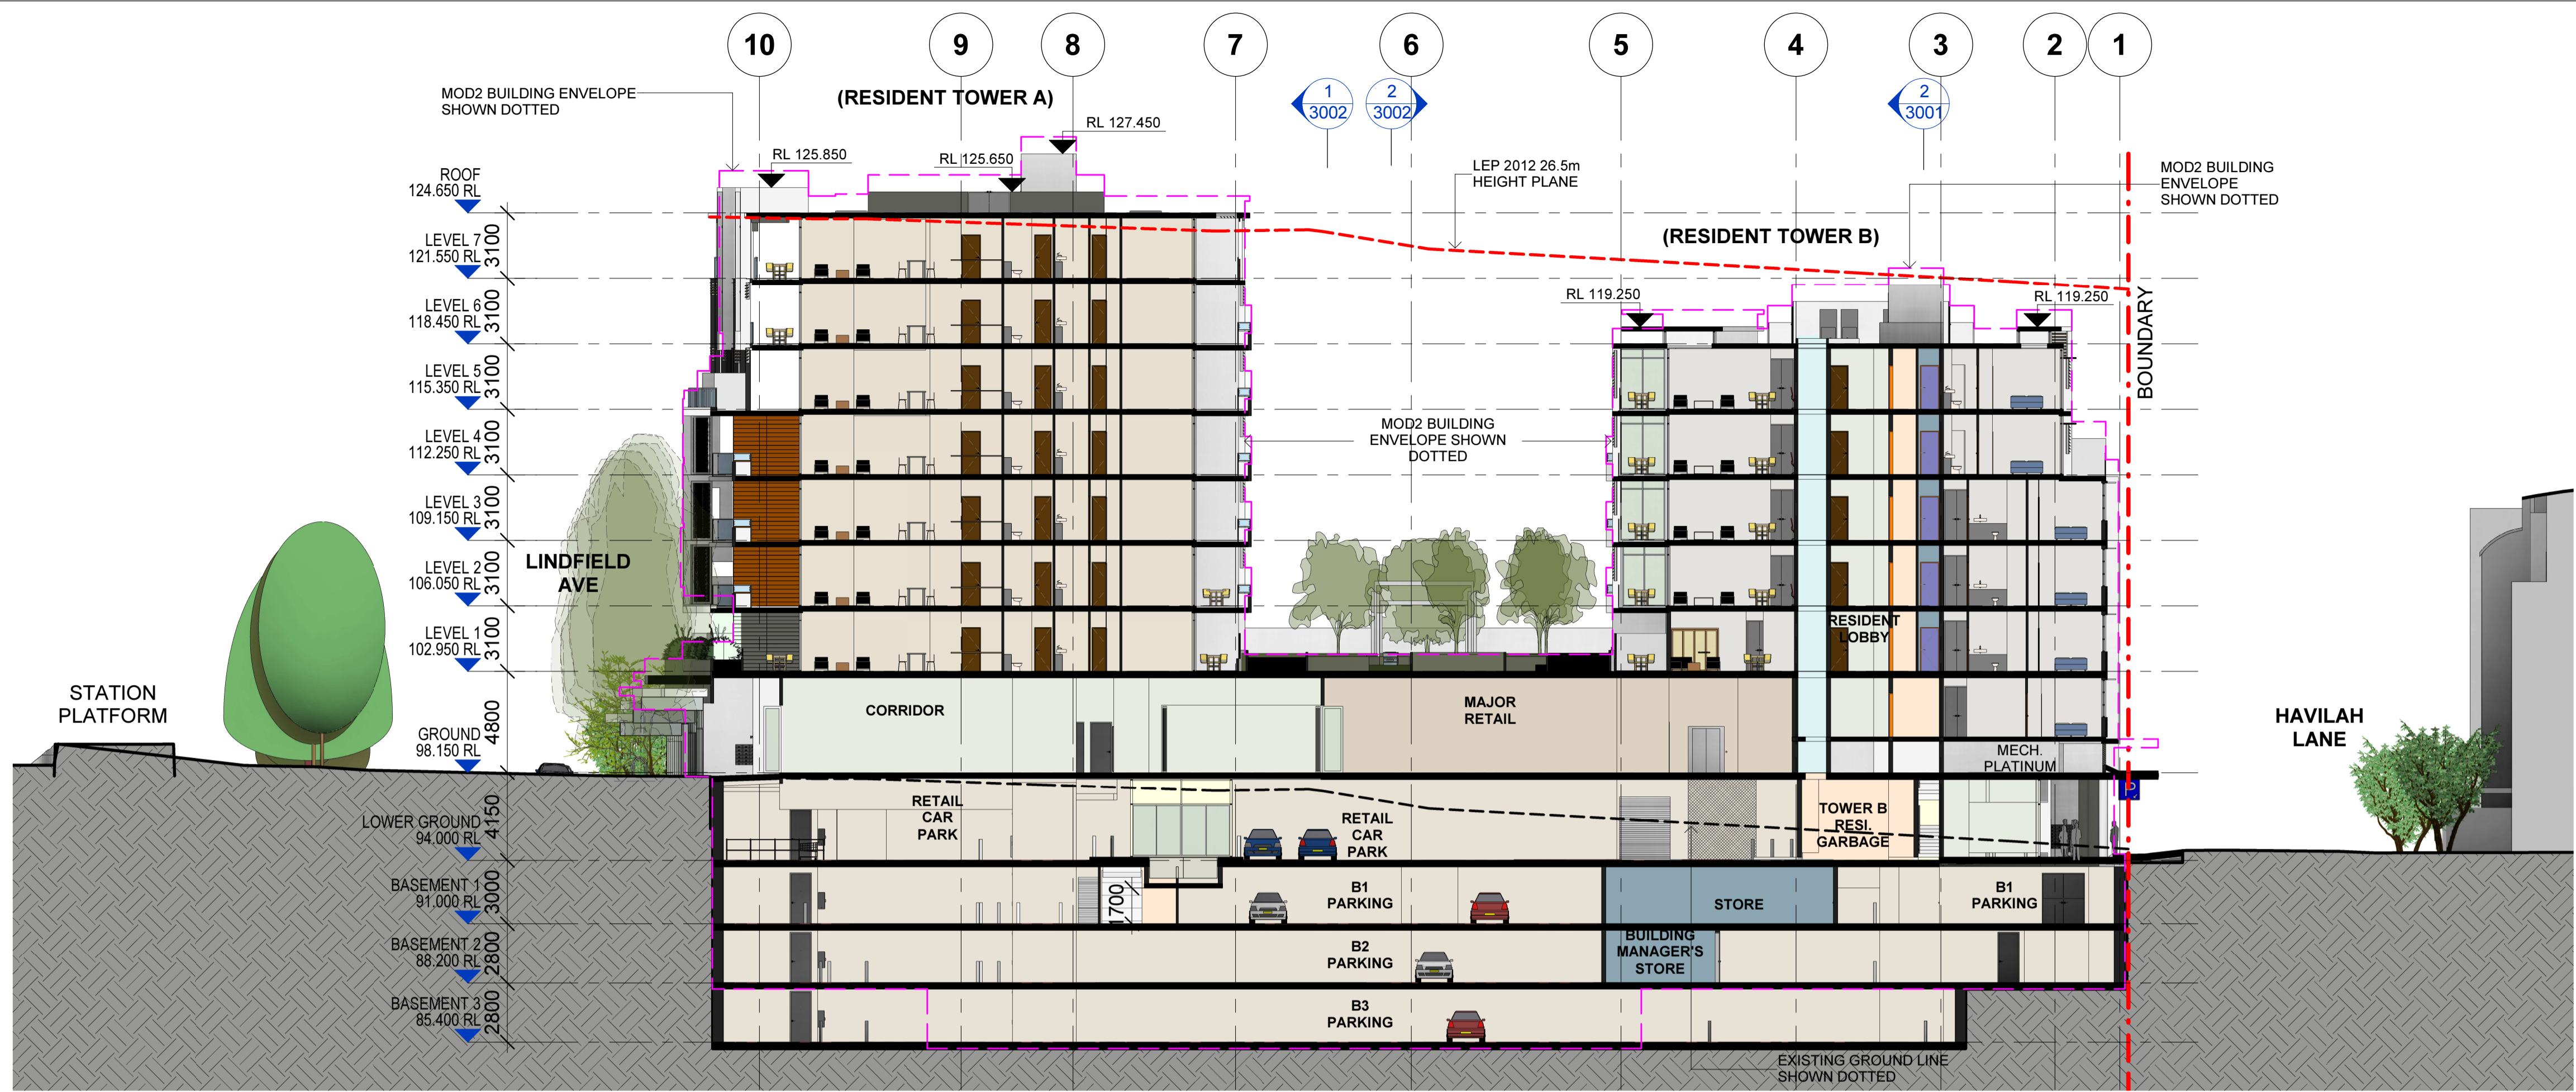 10
9
8
7
6
5
4
3
2
1
MOD2 BUILDING ENVELOPE
SHOWN DOTTED
(RESIDENT TOWER A)
1
3002
2
3002
2
3001
RL 127.450
RL 125.850
RL 125.650
LEP 2012 26.5m
HEIGHT PLANE
MOD2 BUILDING
ENVELOPE
SHOWN DOTTED
(RESIDENT TOWER B)
RL 119.250
RL 119.250
BOUNDARY
ROOF
124.650 RL
3100
LEVEL 7
121.550 RL
3100
LEVEL 6
118.450 RL
3100
LEVEL 5
115.350 RL
3100
LEVEL 4
112.250 RL
3100
LEVEL 3
109.150 RL
3100
LEVEL 2
106.050 RL
3100
LEVEL 1
102.950 RL
4800
GROUND
98.150 RL
4150
LOWER GROUND
94.000 RL
3000
BASEMENT 1
91.000 RL
2800
BASEMENT 2
88.200 RL
2800
BASEMENT 3
85.400 RL
MOD2 BUILDING
ENVELOPE SHOWN
DOTTED
LINDFIELD
AVE
STATION
PLATFORM
RESIDENT
LOBBY
CORRIDOR
MAJOR
RETAIL
MECH.
PLATINUM
HAVILAH
LANE
RETAIL
CAR
PARK
RETAIL
CAR
PARK
TOWER B
RESI.
GARBAGE
1700
B1
PARKING
STORE
B1
PARKING
B2
PARKING
BUILDING
MANAGER'S
STORE
B3
PARKING
EXISTING GROUND LINE
SHOWN DOTTED